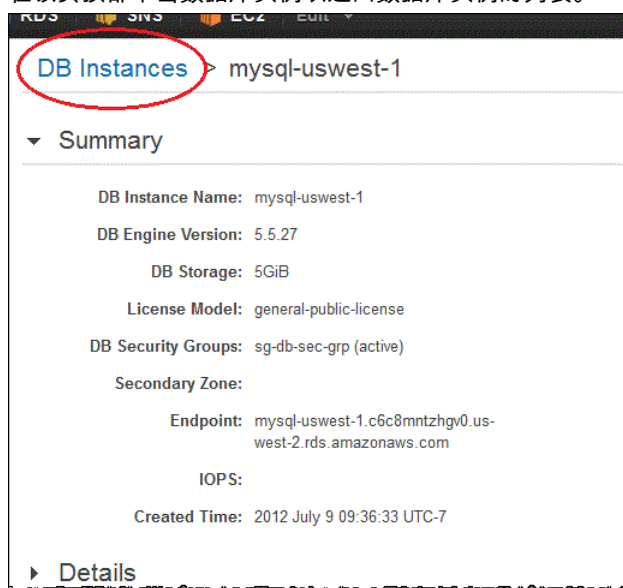 RDS SNS EC2 Edit
DB Instances > mysql-uswest-1
Summary
DB Instance Name: mysql-uswest-1
DB Engine Version: 5.5.27
DB Storage: 5GiB
License Model: general-public-license
DB Security Groups: sg-db-sec-grp (active)
Secondary Zone:
Endpoint: mysql-uswest-1.c6c8mntzhgv0.us-
west-2.rds.amazonaws.com
IOPS:
Created Time: 2012 July 9 09:36:33 UTC-7
Details